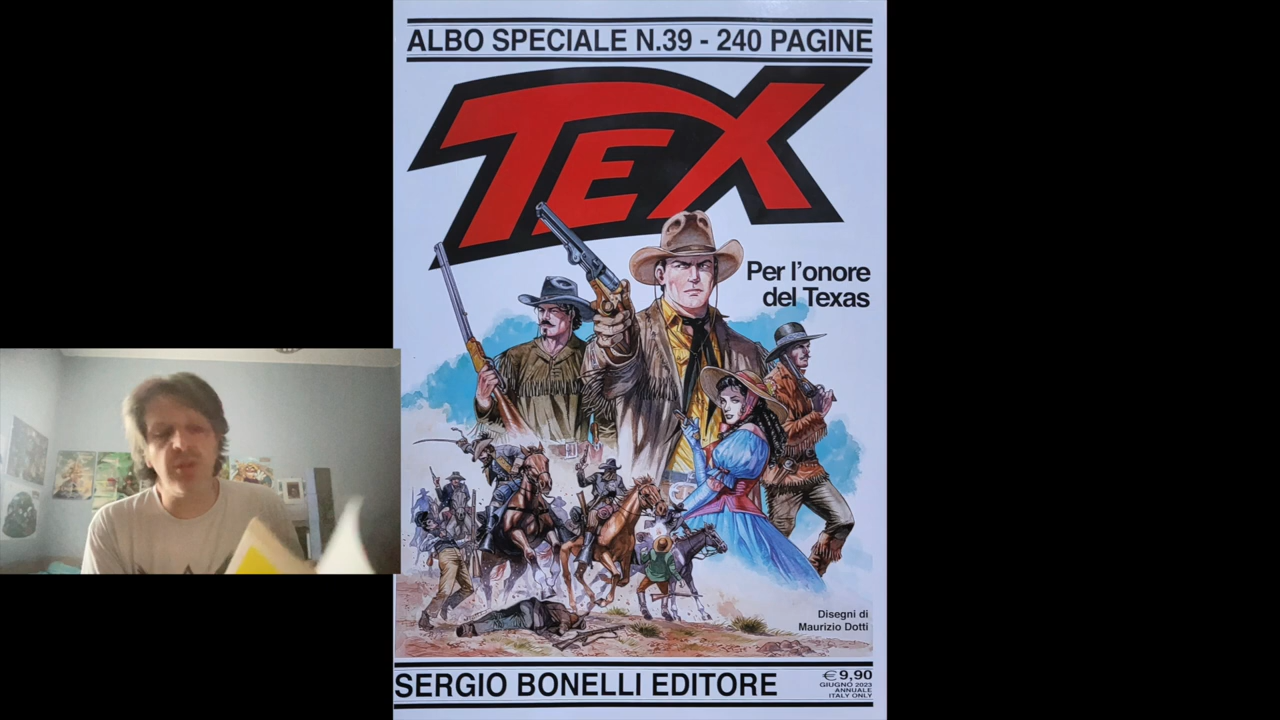 ALBO SPECIALE N.39 - 240 PAGINE
TEX
Per l'onore
del Texas
Disegni di
Maurizio Dotti
SERGIO BONELLI EDITORE
€ 9,90
GIUGNO 2023
ANNUALE
ITALY ONLY